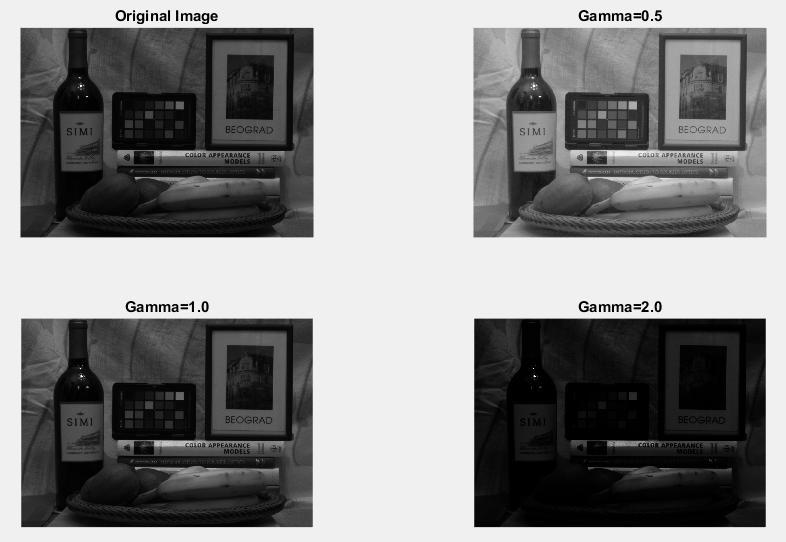 Original Image
SIMI
BEOGRAD
COLOR APPEARANCE
MODELS
Gamma=0.5
SIMI
BEOGRAD
COLOR APPEARANCE
MODELS
Gamma=1.0
SIMI
BEOGRAD
COLOR APPEARANCE
MODELS
Gamma=2.0
SIMI
BEOGRAD
COLOR APPEARANCE
MODELS